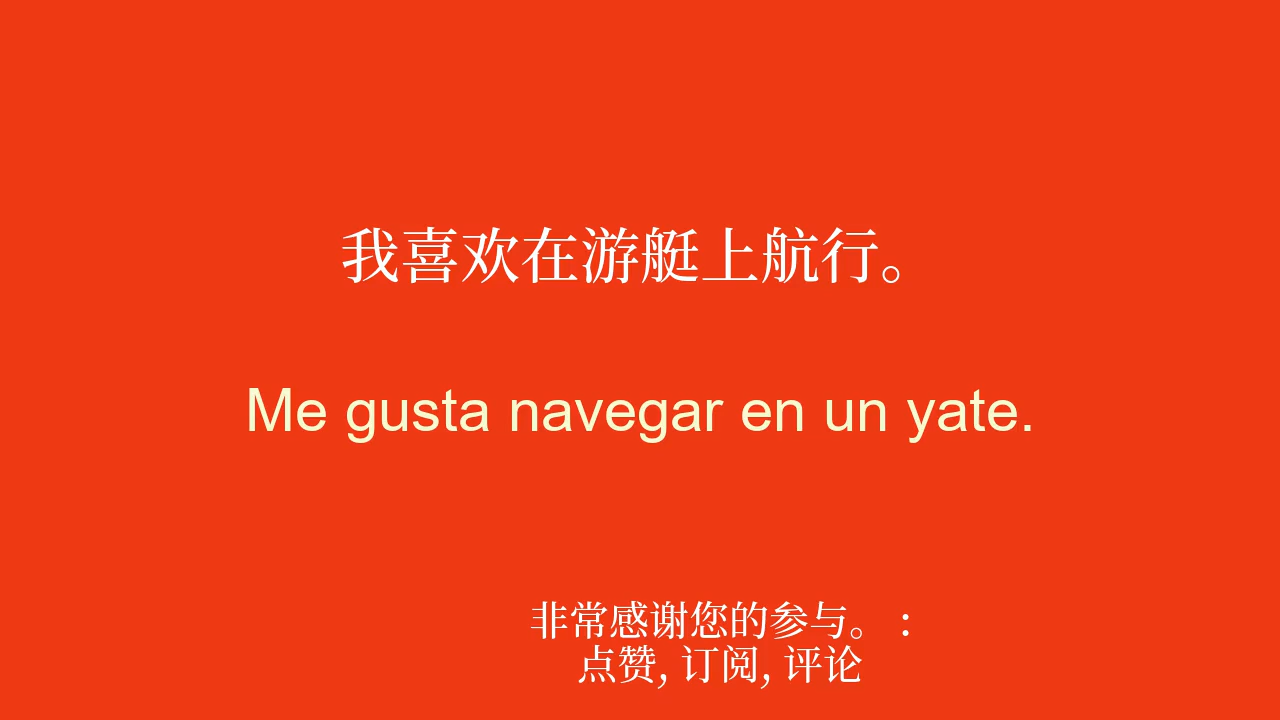 我喜欢在游艇上航行。
Me gusta navegar en un yate.
非常感谢您的参与。 :
点赞, 订阅, 评论